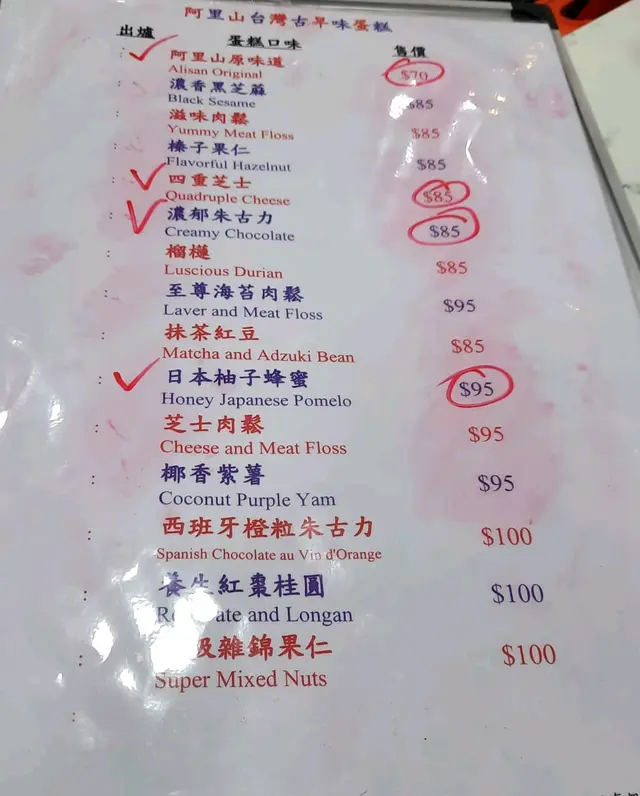 阿里山台灣古早味蛋糕
出爐 蛋糕口味 售價
阿里山原味道
Alisan Original $70
濃香黑芝麻
Black Sesame $85
滋味肉鬆
Yummy Meat Floss $85
榛子果仁
Flavorful Hazelnut $85
四重芝士
Quadruple Cheese $85
濃郁朱古力
Creamy Chocolate $85
榴槤
Luscious Durian $85
至尊海苔肉鬆
Laver and Meat Floss $95
抹茶紅豆
Matcha and Adzuki Bean $85
日本柚子蜂蜜
Honey Japanese Pomelo $95
芝士肉鬆
Cheese and Meat Floss $95
椰香紫薯
Coconut Purple Yam $95
西班牙橙粒朱古力
Spanish Chocolate au Vin d'Orange $100
養生紅棗桂圓
and Longan $100
級雜錦果仁
Super Mixed Nuts $100